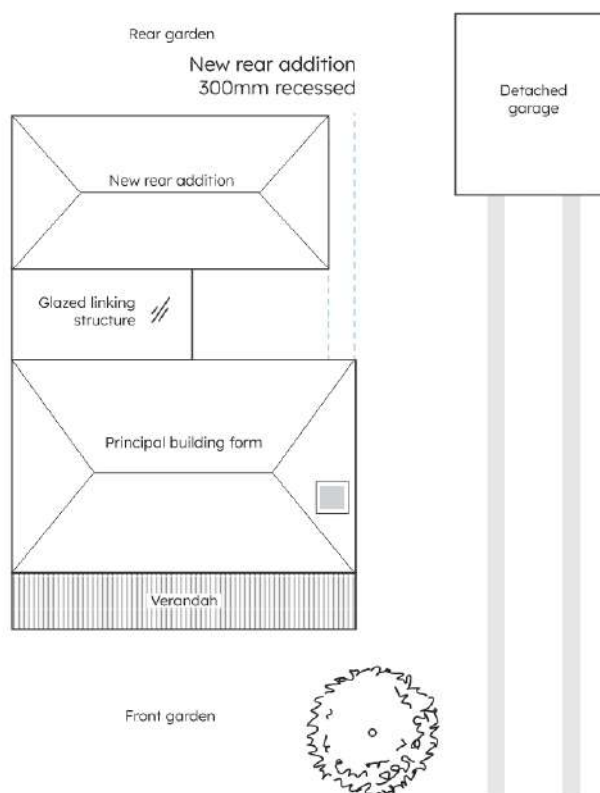 Rear garden
New rear addition
300mm recessed
Detached
garage
New rear addition
Glazed linking
structure
Principal building form
Verandah
Front garden